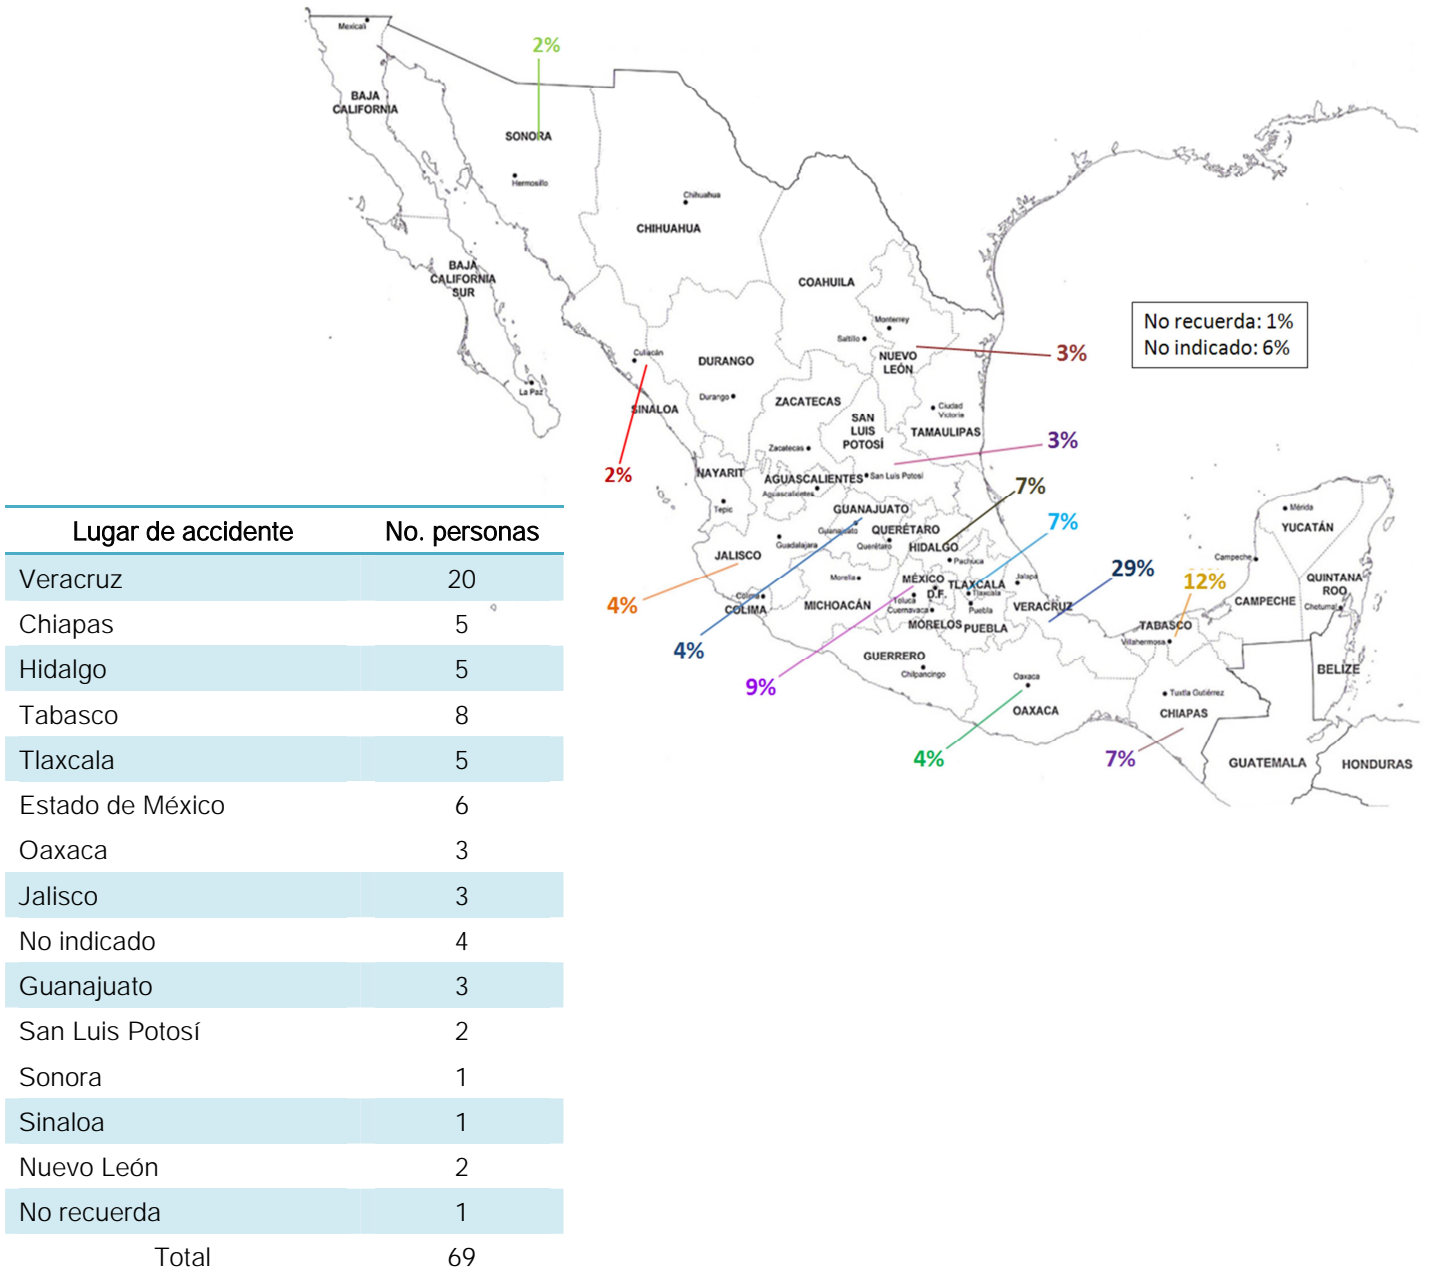 Mexicali
2%
BAJA
CALIFORNIA
SONORA
Hermosillo
Chihuahua
CHIHUAHUA
BAJA
CALIFORNIA
SUR
COAHUILA
No recuerda: 1%
No indicado: 6%
Monterrey
Saltillo
NUEVO
LEÓN
3%
Culiacán
DURANGO
La Paz
Durango
SINALOA
ZACATECAS
SAN
LUIS
POTOSÍ
Ciudad
Victoria
TAMAULIPAS
3%
Zacatecas
2%
NAYARIT
AGUASCALIENTES
San Luis Potosí
Aguascalientes
7%
Tepic
GUANAJUATO
Guanajuato
QUERÉTARO
7%
Mérida
YUCATÁN
Guadalajara
Querétaro
HIDALGO
JALISCO
Pachuca
Campeche
29%
12%
Morelia
MÉXICO
TLAXCALA
Jalapa
QUINTANA
ROO
4%
Colima
COLIMA
MICHOACÁN
Toluca
D.F.
Tlaxcala
Cuernavaca
Puebla
VERACRUZ
CAMPECHE
Chetumal
MORELOS
PUEBLA
TABASCO
Villahermosa
4%
GUERRERO
Chilpancingo
BELIZE
9%
Oaxaca
OAXACA
Tuxtla Gutiérrez
CHIAPAS
4%
7%
GUATEMALA
HONDURAS
Lugar de accidente No. personas
Veracruz 20
Chiapas 5
Hidalgo 5
Tabasco 8
Tlaxcala 5
Estado de México 6
Oaxaca 3
Jalisco 3
No indicado 4
Guanajuato 3
San Luis Potosí 2
Sonora 1
Sinaloa 1
Nuevo León 2
No recuerda 1
Total 69